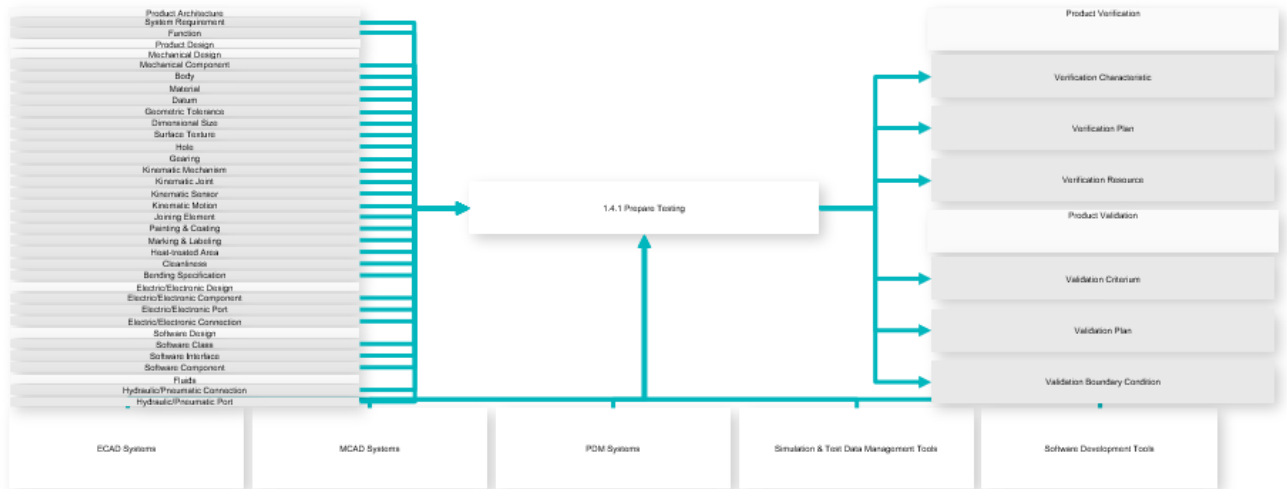 Product Architecture
System Requirement
Function
Product Design
Mechanical Design
Mechanical Component
Body
Material
Datum
Geometric Tolerance
Dimensional Size
Surface Texture
Hole
Gearing
Kinematic Mechanism
Kinematic Joint
Kinematic Sensor
Kinematic Motion
Joining Element
Painting & Coating
Marking & Labeling
Heat-treated Area
Cleanliness
Bending Specification
Electric/Electronic Design
Electric/Electronic Component
Electric/Electronic Port
Electric/Electronic Connection
Software Design
Software Class
Software Interface
Software Component
Fluids
Hydraulic/Pneumatic Connection
Hydraulic/Pneumatic Port
1.4.1 Prepare Testing
Product Verification
Verification Characteristic
Verification Plan
Verification Resource
Product Validation
Validation Criterium
Validation Plan
Validation Boundary Condition
ECAD Systems
MCAD Systems
PDM Systems
Simulation & Test Data Management Tools
Software Development Tools